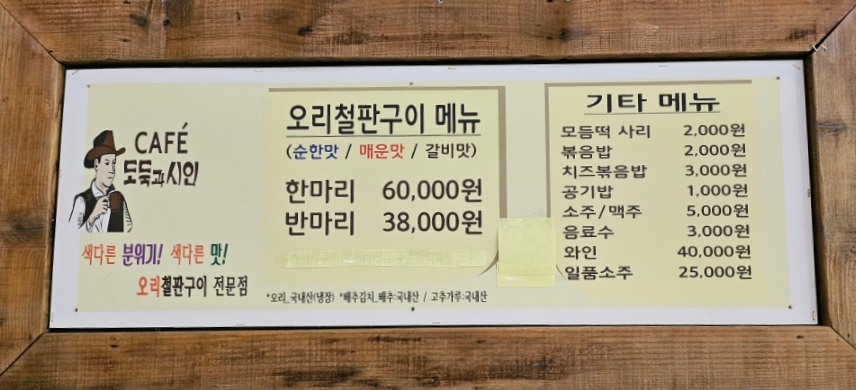 CAFÉ
도둑과시인
색다른 분위기! 색다른 맛!
오리철판구이 전문점
오리철판구이 메뉴
(순한맛 / 매운맛 / 갈비맛)
한마리 60,000원
반마리 38,000원
*오리_국내산(냉장) *배추김치_배추:국내산 / 고추가루:국내산
기타 메뉴
모듬떡 사리 2,000원
볶음밥 2,000원
치즈볶음밥 3,000원
공기밥 1,000원
소주/맥주 5,000원
음료수 3,000원
와인 40,000원
일품소주 25,000원